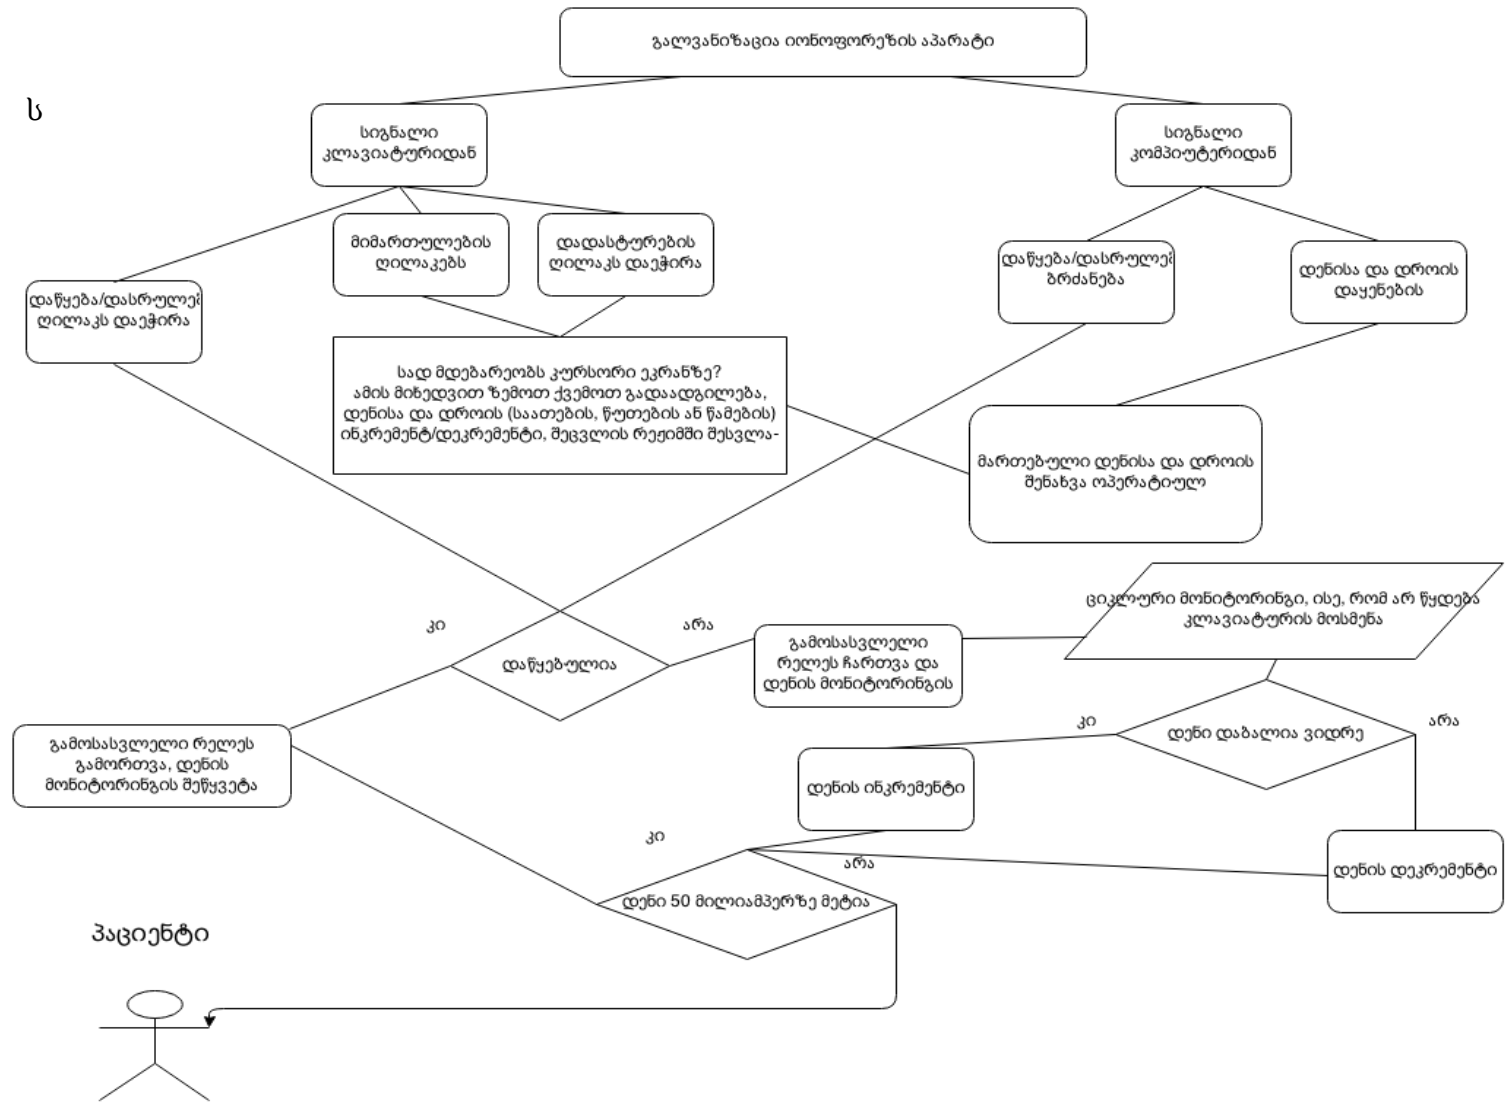 გალვანიზაცია იონოფორეზის აპარატი
ს
სიგნალი
კლავიატურიდან
სიგნალი
კომპიუტერიდან
მიმართულების
ღილაკებს
დადასტურების
ღილაკს დაეჭირა
დაწყება/დასრულებ
ბრძანება
დენისა და დროის
დაყენების
დაწყება/დასრულებ
ღილაკს დაეჭირა
სად მდებარეობს კურსორი ეკრანზე?
ამის მიხედვით ზემოთ ქვემოთ გადაადგილება,
დენისა და დროის (საათების, წუთების ან წამების)
ინკრემენტ/დეკრემენტი, შეცვლის რეჟიმში შესვლა-
მართებული დენისა და დროის
შენახვა ოპერატიულ
ციკლური მონიტორინგი, ისე, რომ არ წყდება
კლავიატურის მოსმენა
კი
არა
დაწყებულია
გამოსასვლელი
რელეს ჩართვა და
დენის მონიტორინგის
გამოსასვლელი რელეს
გამორთვა, დენის
მონიტორინგის შეწყვეტა
კი
არა
დენი დაბალია ვიდრე
დენის ინკრემენტი
კი
არა
დენის დეკრემენტი
დენი 50 მილიამპერზე მეტია
პაციენტი